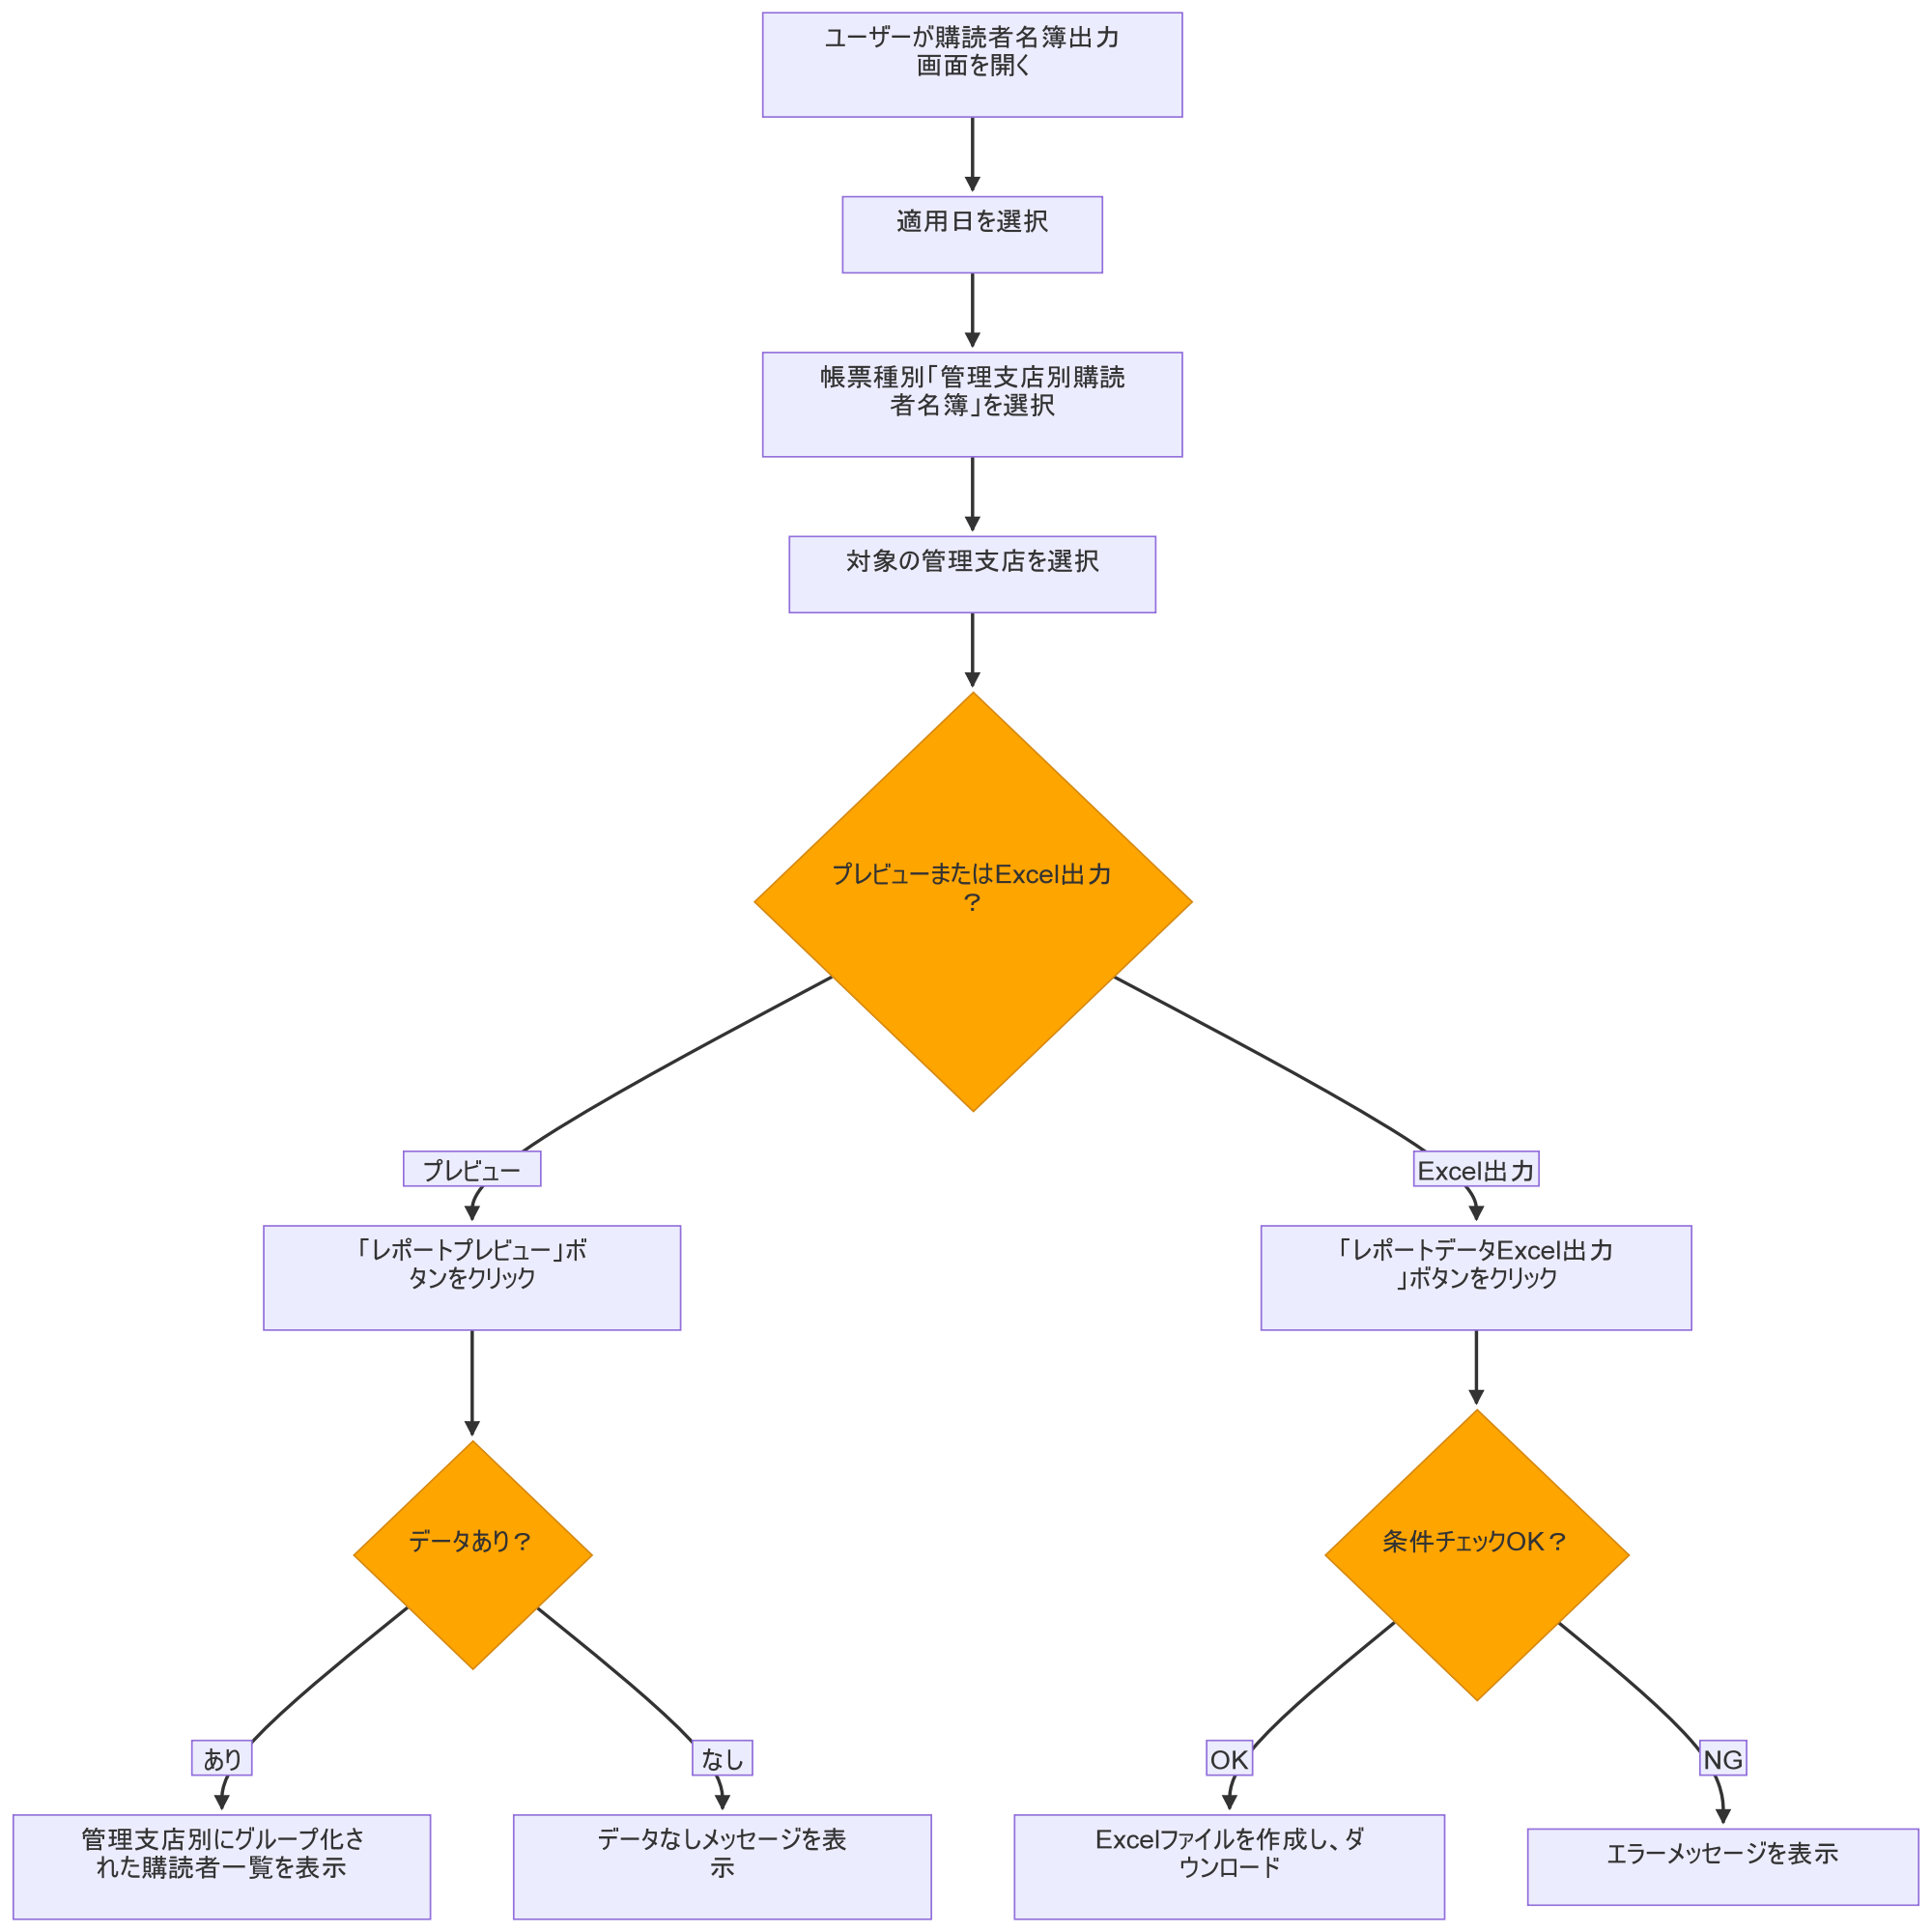 ユーザーが購読者名簿出力
画面を開く
適用日を選択
帳票種別「管理支店別購読
者名簿」を選択
対象の管理支店を選択
プレビューまたはExcel出力
？
プレビュー
Excel出力
「レポートプレビュー」ボ
タンをクリック
「レポートデータExcel出力
」ボタンをクリック
データあり？
条件チェックOK？
あり
なし
OK
NG
管理支店別にグループ化さ
れた購読者一覧を表示
データなしメッセージを表
示
Excelファイルを作成し、ダ
ウンロード
エラーメッセージを表示